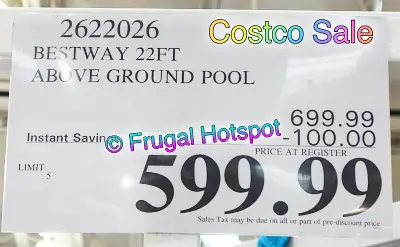 Costco Sale
2622026
BESTWAY 22FT
ABOVE GROUND POOL
699.99
Instant Savin -100.00
© Frugal Hotspot
PRICE AT REGISTER
LIMIT
5
599.99
Sales Tax may be due on all or part of pre-discount price